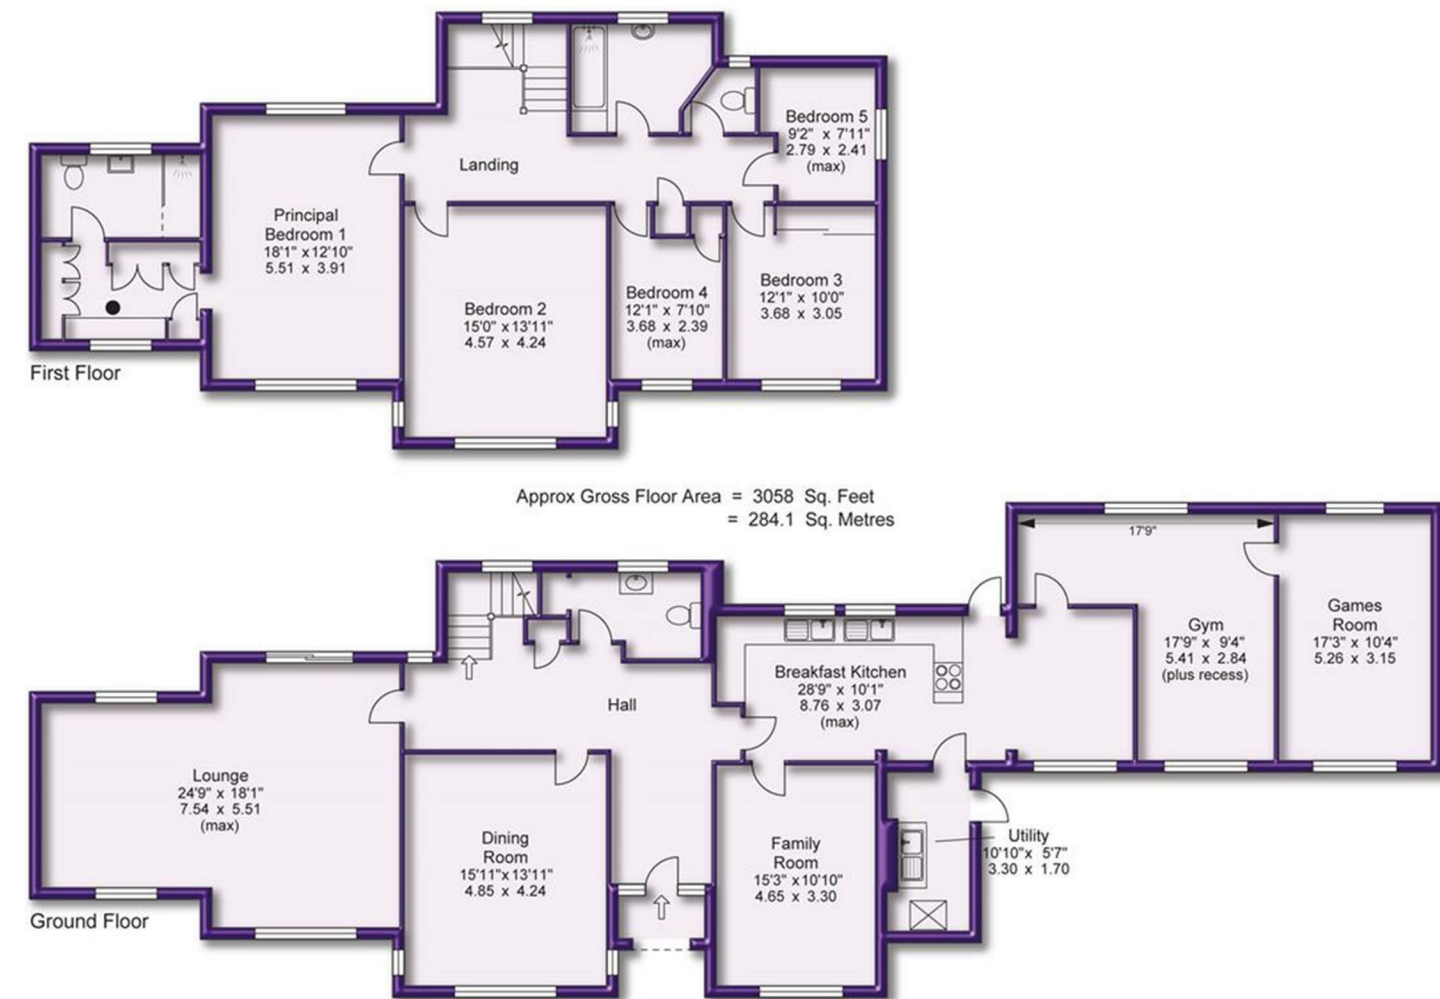 Principal
Bedroom 1
18'1" x 12'10"
5.51 x 3.91
Landing
Bedroom 5
9'2" x 7'11"
2.79 x 2.41
(max)
Bedroom 2
15'0" x 13'11"
4.57 x 4.24
Bedroom 4
12'1" x 7'10"
3.68 x 2.39
(max)
Bedroom 3
12'1" x 10'0"
3.68 x 3.05
First Floor
Approx Gross Floor Area = 3058 Sq. Feet
= 284.1 Sq. Metres
Lounge
24'9" x 18'1"
7.54 x 5.51
(max)
Hall
Dining
Room
15'11" x 13'11"
4.85 x 4.24
Breakfast Kitchen
28'9" x 10'1"
8.76 x 3.07
(max)
Family
Room
15'3" x 10'10"
4.65 x 3.30
Utility
10'10" x 5'7"
3.30 x 1.70
17'9"
Gym
17'9" x 9'4"
5.41 x 2.84
(plus recess)
Games
Room
17'3" x 10'4"
5.26 x 3.15
Ground Floor